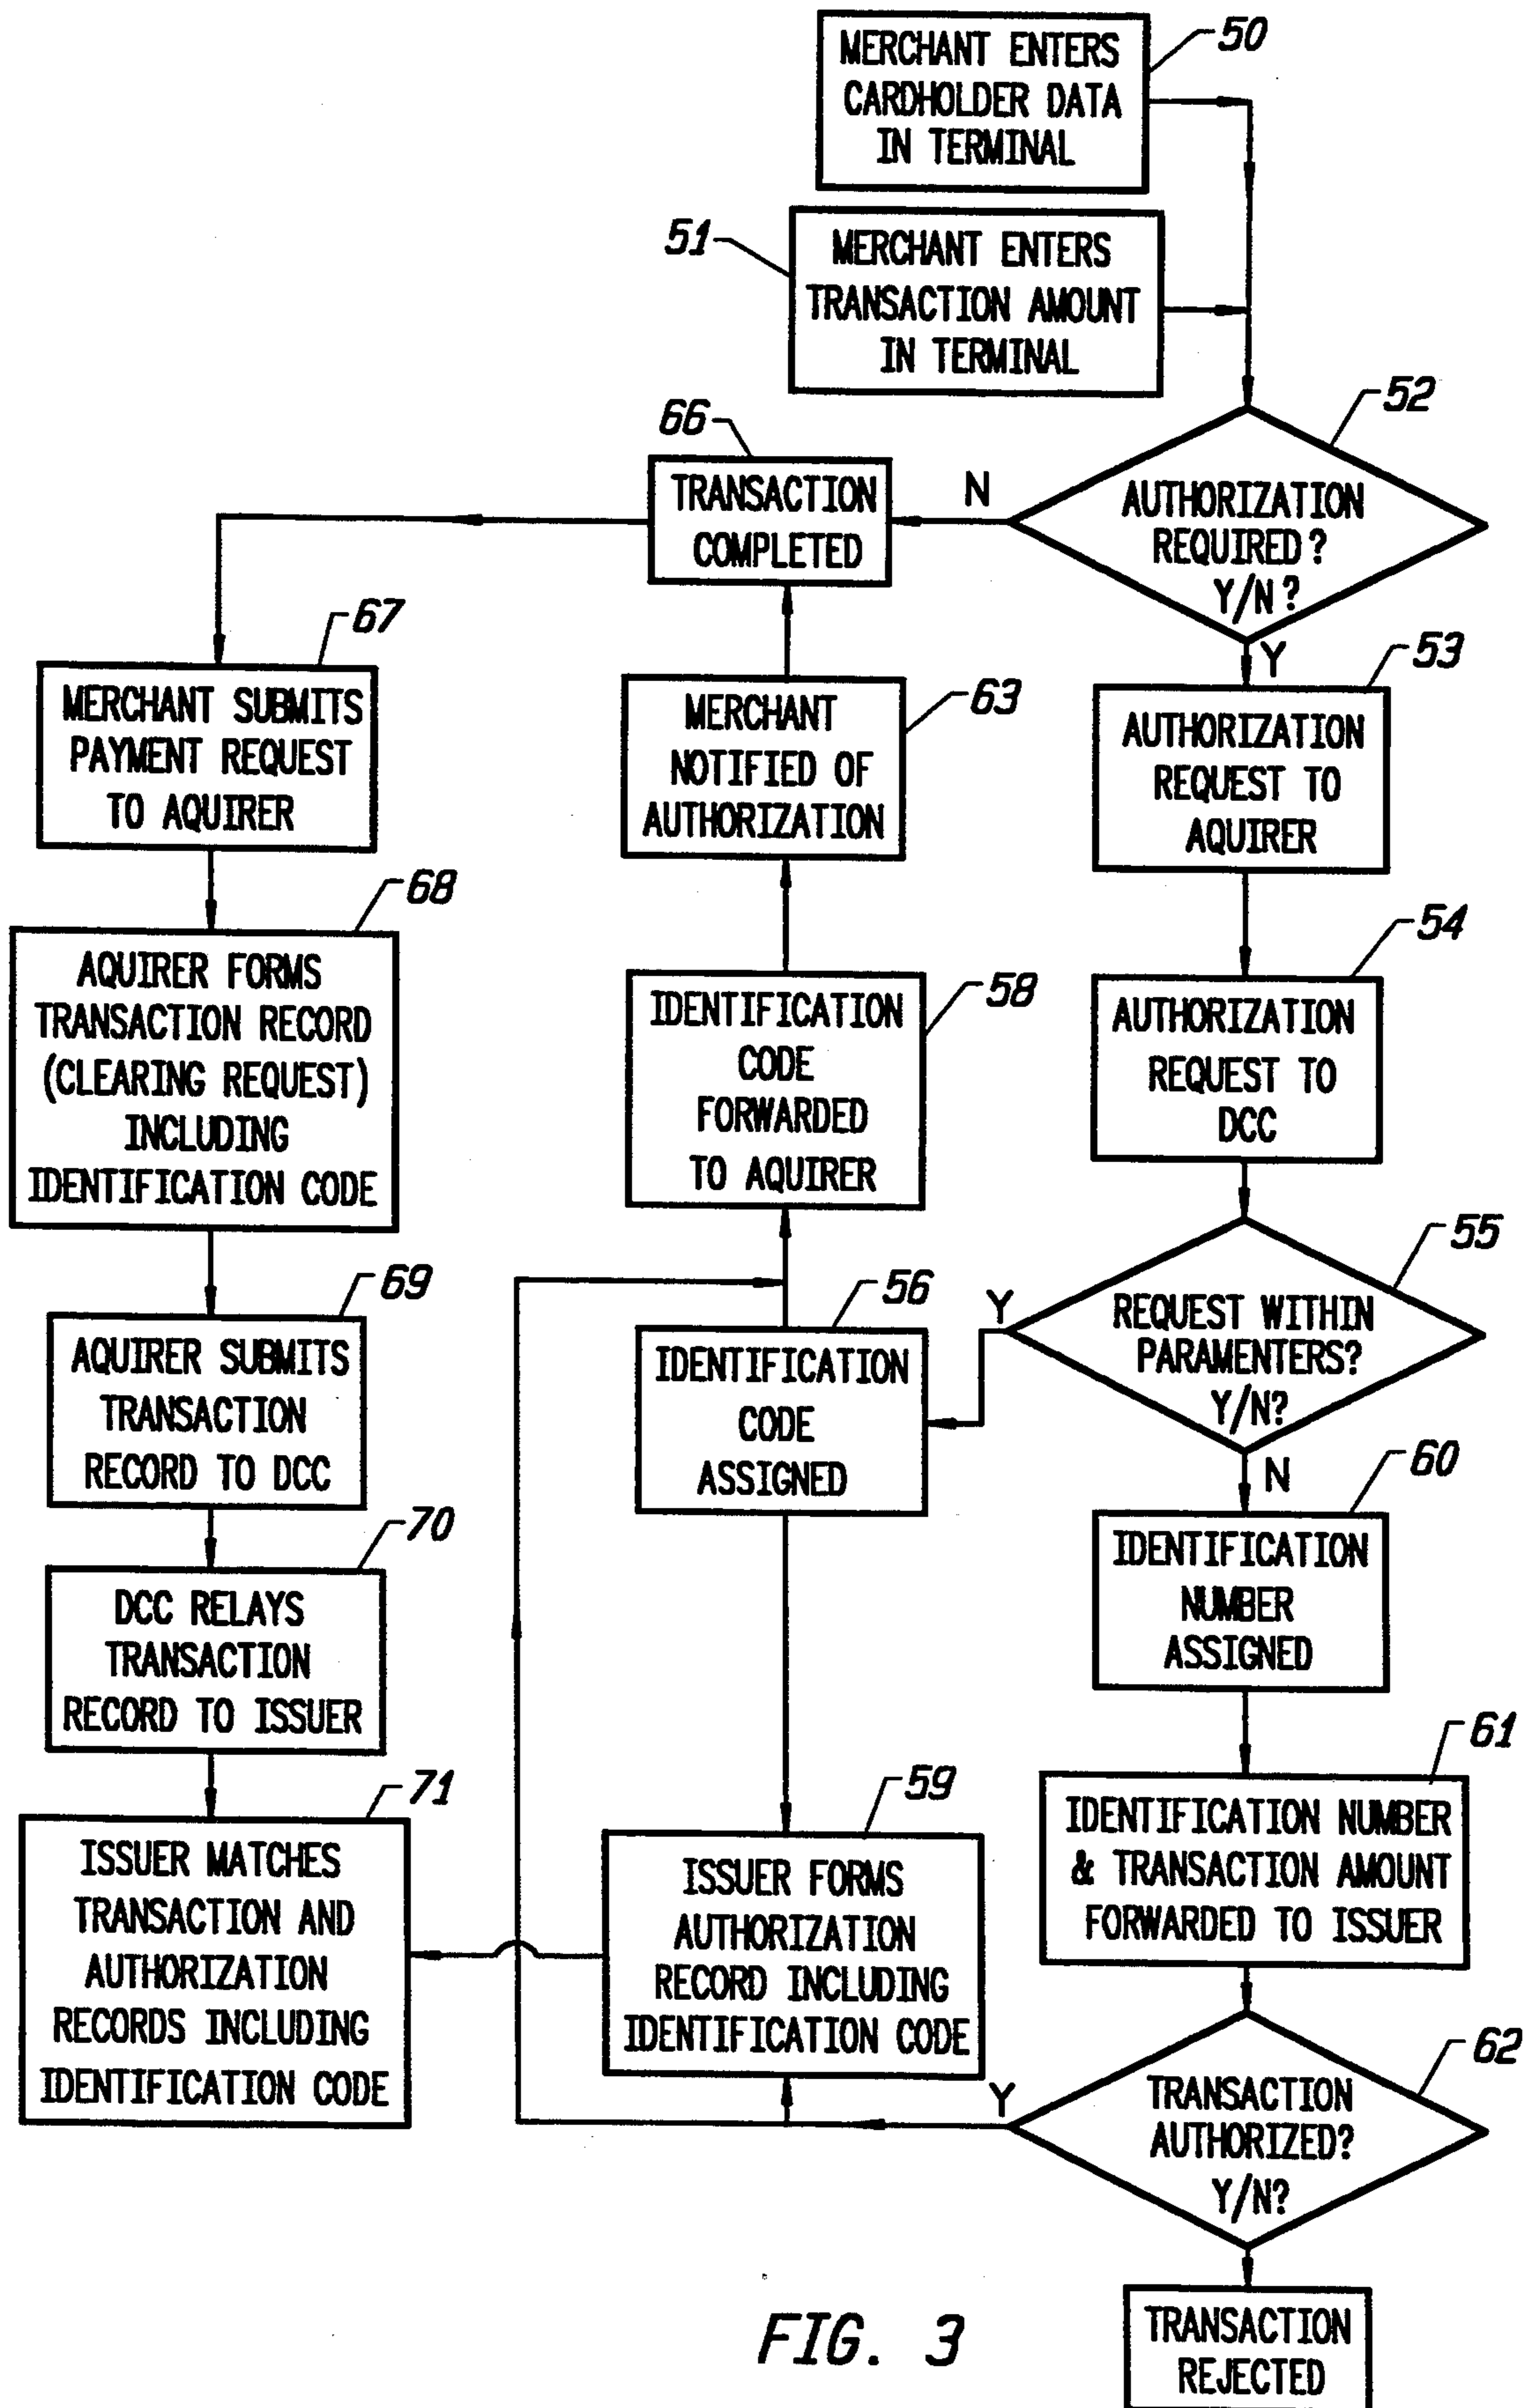 50
MERCHANT ENTERS
CARDHOLDER DATA
IN TERMINAL
51
MERCHANT ENTERS
TRANSACTION AMOUNT
IN TERMINAL
52
AUTHORIZATION
REQUIRED?
Y/N?
N
Y
66
TRANSACTION
COMPLETED
53
AUTHORIZATION
REQUEST TO
AQUIRER
54
AUTHORIZATION
REQUEST TO
DCC
55
REQUEST WITHIN
PARAMENTERS?
Y/N?
Y
N
56
IDENTIFICATION
CODE
ASSIGNED
58
IDENTIFICATION
CODE
FORWARDED
TO AQUIRER
63
MERCHANT
NOTIFIED OF
AUTHORIZATION
59
ISSUER FORMS
AUTHORIZATION
RECORD INCLUDING
IDENTIFICATION CODE
60
IDENTIFICATION
NUMBER
ASSIGNED
61
IDENTIFICATION NUMBER
& TRANSACTION AMOUNT
FORWARDED TO ISSUER
62
TRANSACTION
AUTHORIZED?
Y/N?
Y
TRANSACTION
REJECTED
67
MERCHANT SUBMITS
PAYMENT REQUEST
TO AQUIRER
68
AQUIRER FORMS
TRANSACTION RECORD
(CLEARING REQUEST)
INCLUDING
IDENTIFICATION CODE
69
AQUIRER SUBMITS
TRANSACTION
RECORD TO DCC
70
DCC RELAYS
TRANSACTION
RECORD TO ISSUER
71
ISSUER MATCHES
TRANSACTION AND
AUTHORIZATION
RECORDS INCLUDING
IDENTIFICATION CODE
FIG. 3